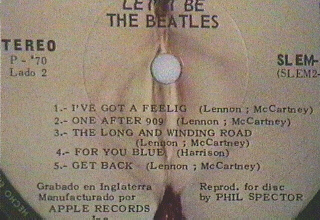 LET IT BE
THE BEATLES
TEREO
P - '70
Lado 2
SLEM-
(SLEM2-
1.- I'VE GOT A FEELIG (Lennon ; McCartney)
2.- ONE AFTER 909 (Lennon ; McCartney)
3.- THE LONG AND WINDING ROAD
(Lennon ; McCartney)
4.- FOR YOU BLUE (Harrison)
5.- GET BACK - (Lennon ; McCartney)
Grabado en Inglaterra
Manufacturado por
APPLE RECORDS
Reprod. for disc
by PHIL SPECTOR
HECHO